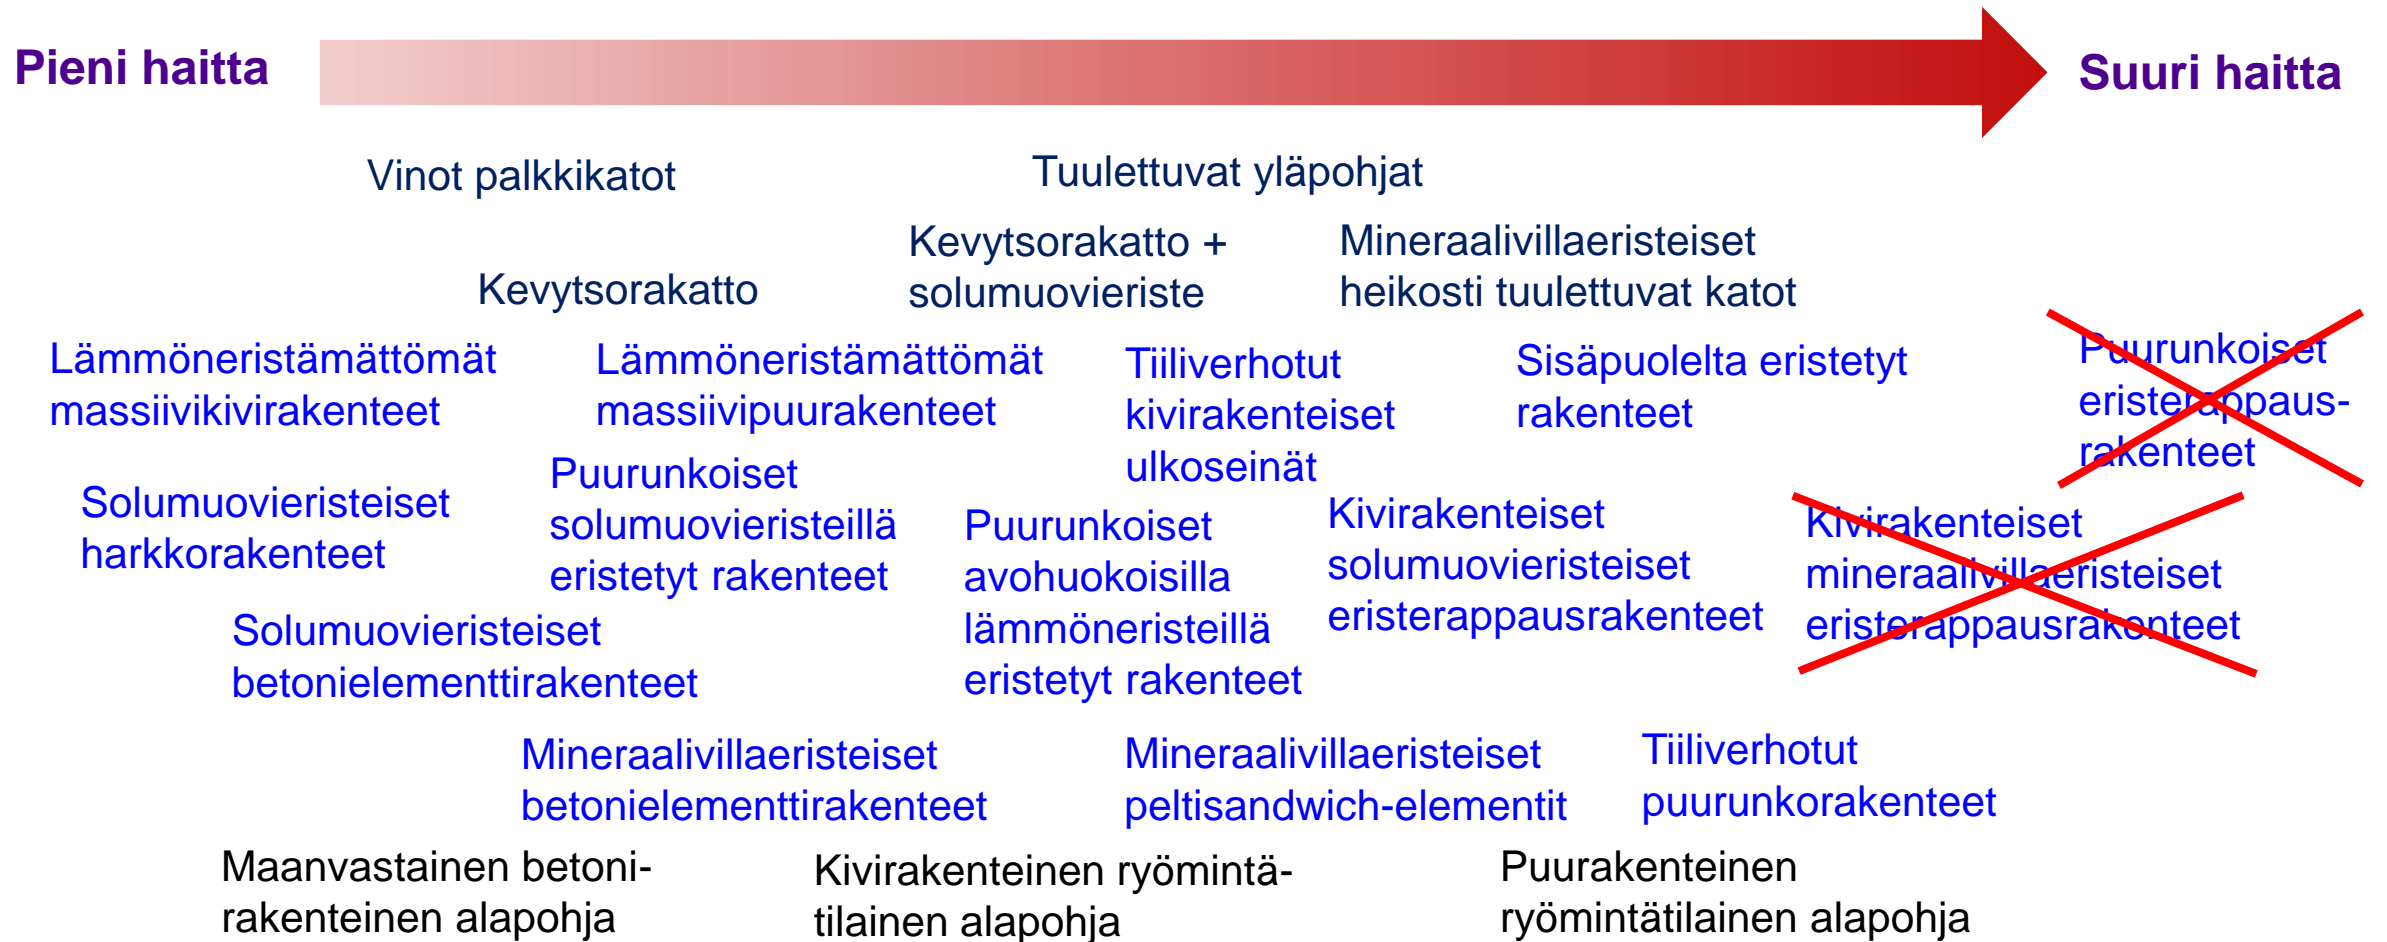 Pieni haitta
Suuri haitta
Vinot palkkikatot
Tuulettuvat yläpohjat
Kevytsorakatto
Kevytsorakatto +
solumuovieriste
Mineraalivillaeristeiset
heikosti tuulettuvat katot
Lämmöneristämättömät
massiivikivirakenteet
Lämmöneristämättömät
massiivipuurakenteet
Tiiliverhotut
kivirakenteiset
ulkoseinät
Sisäpuolelta eristetyt
rakenteet
Puurunkoiset
eristerappaus-
rakenteet
Solumuovieristeiset
harkkorakenteet
Puurunkoiset
solumuovieristeillä
eristetyt rakenteet
Puurunkoiset
avohuokoisilla
lämmöneristeillä
eristetyt rakenteet
Kivirakenteiset
solumuovieristeiset
eristerappausrakenteet
Kivirakenteiset
mineraalivillaeristeiset
eristerappausrakenteet
Solumuovieristeiset
betonielementtirakenteet
Mineraalivillaeristeiset
betonielementtirakenteet
Mineraalivillaeristeiset
peltisandwich-elementit
Tiiliverhotut
puurunkorakenteet
Maanvastainen betoni-
rakenteinen alapohja
Kivirakenteinen ryömintä-
tilainen alapohja
Puurakenteinen
ryömintätilainen alapohja